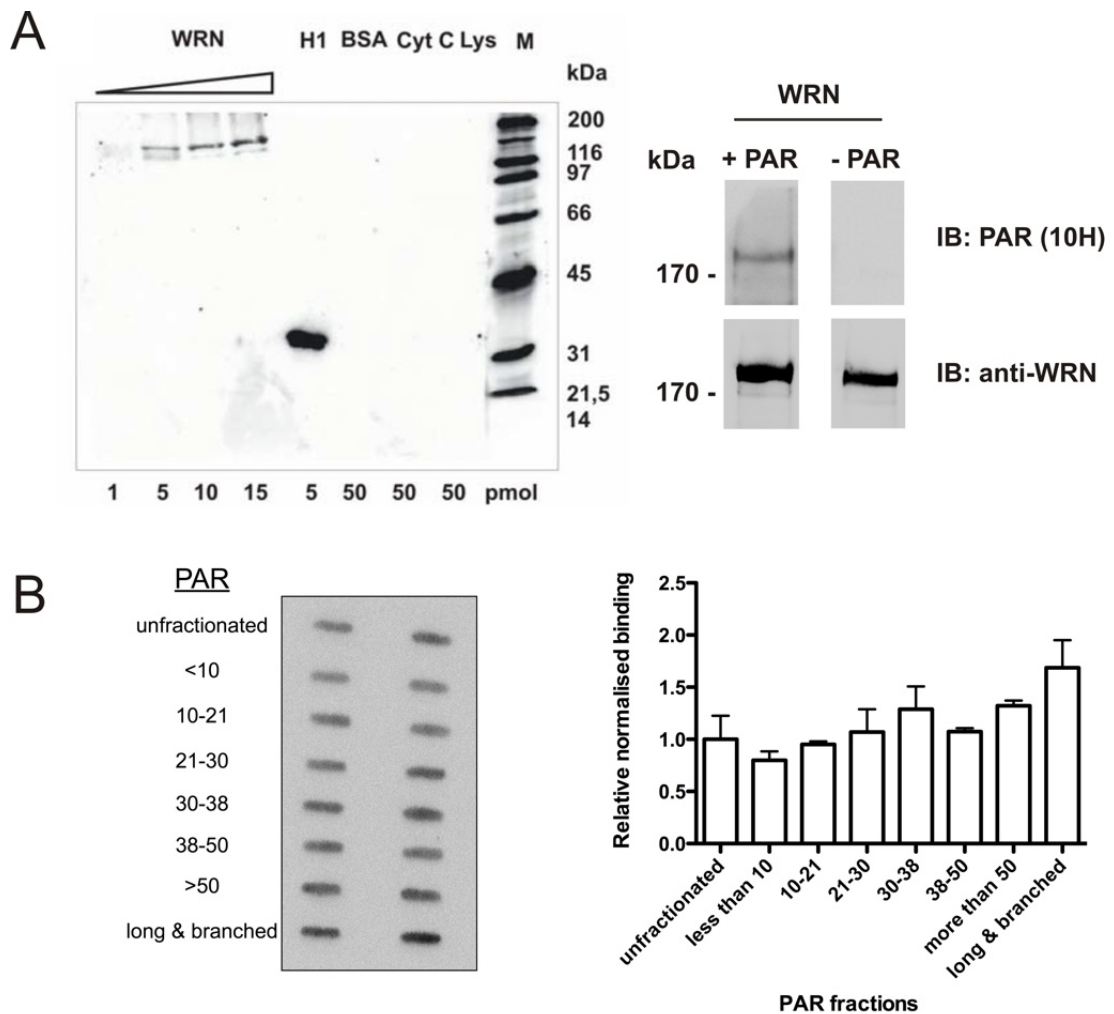 A
WRN H1 BSA Cyt C Lys M
kDa
200
116
97
66
45
31
21,5
14
1 5 10 15 5 50 50 50 pmol
WRN
kDa + PAR - PAR
170 - IB: PAR (10H)
170 - IB: anti-WRN
B
PAR
unfractionated
<10
10-21
21-30
30-38
38-50
>50
long & branched
Relative normalised binding
2.5
2.0
1.5
1.0
0.5
0.0
unfractionated
less than 10
10-21
21-30
30-38
38-50
more than 50
long & branched
PAR fractions